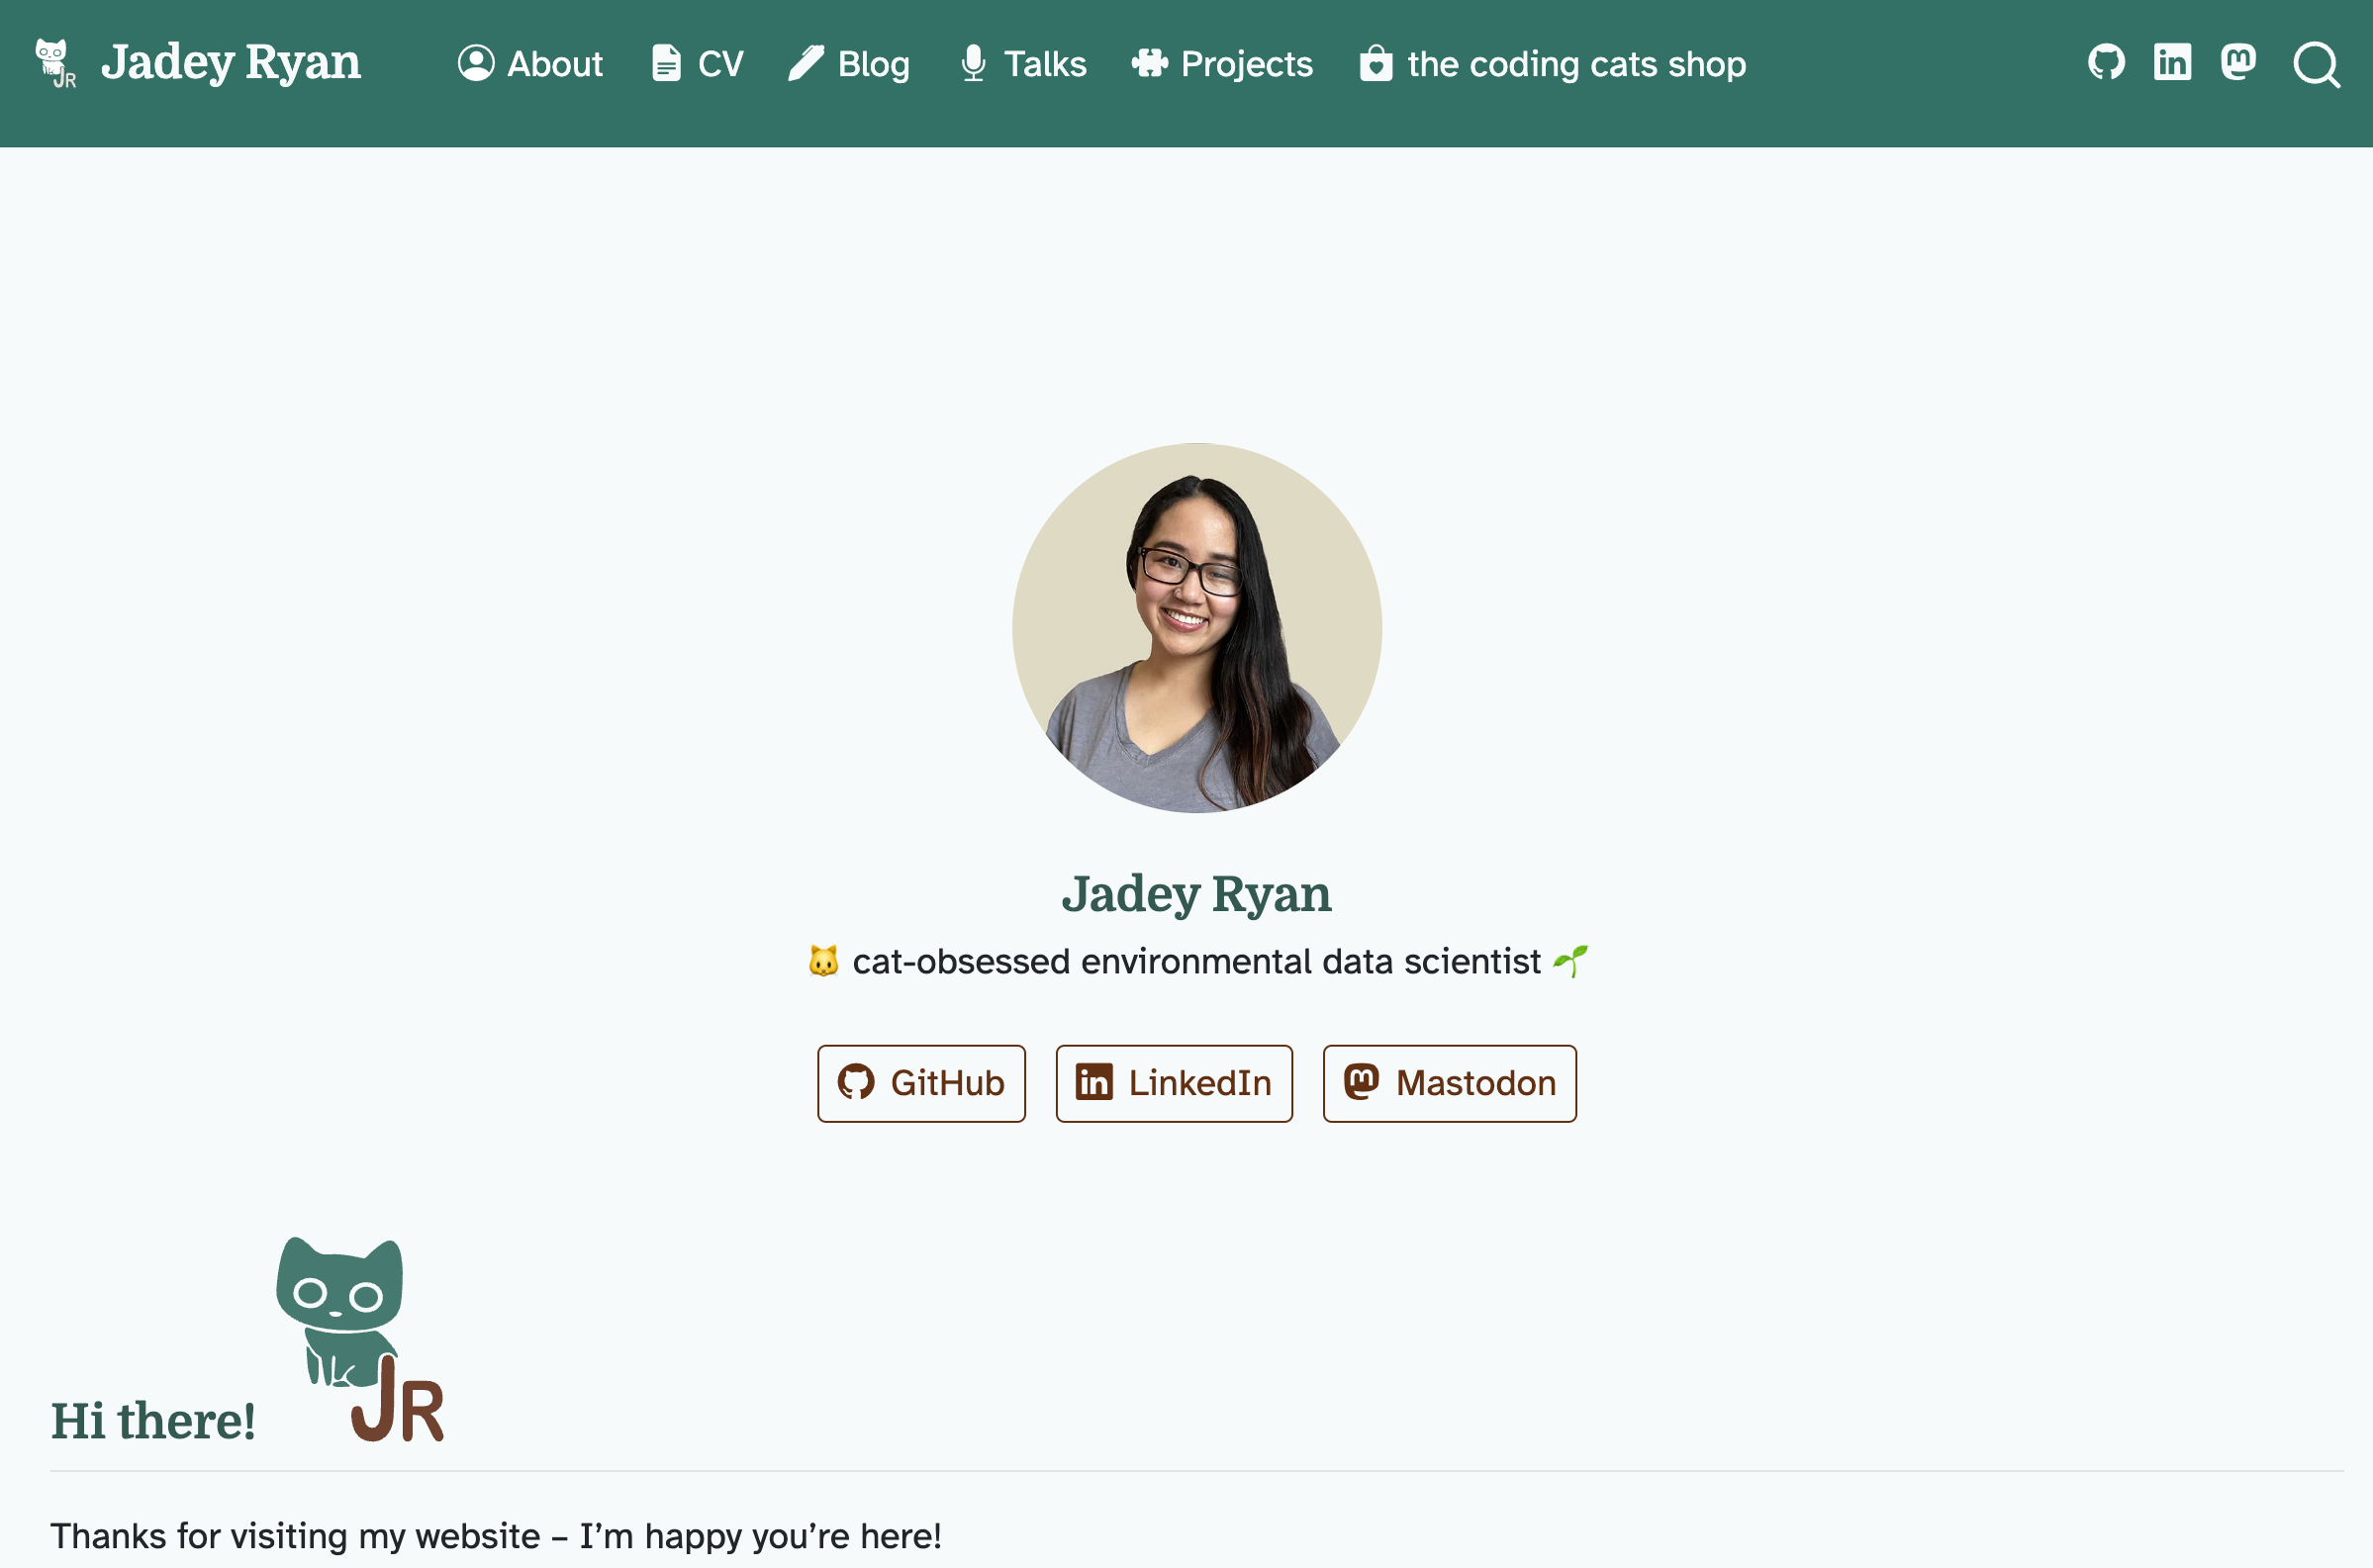 JR Jadey Ryan About CV Blog Talks Projects the coding cats shop
Jadey Ryan
🐱 cat-obsessed environmental data scientist 🌱
GitHub LinkedIn Mastodon
JR
Hi there!
Thanks for visiting my website – I’m happy you’re here!